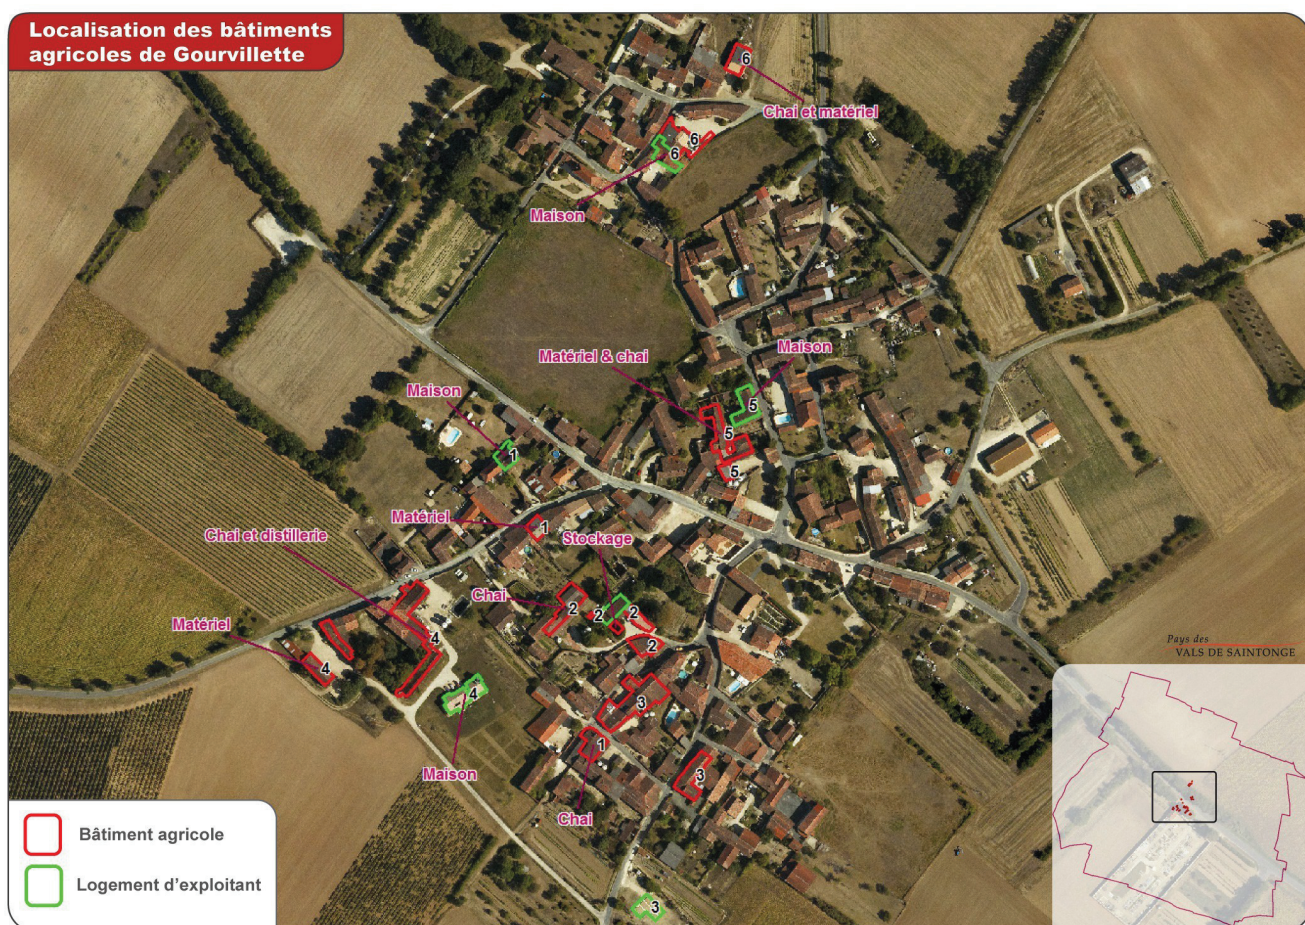 Localisation des bâtiments
agricoles de Gourvillette
6
Chai et matériel
6
6
Maison
Matériel & chai
Maison
5
5
5
Maison
1
Matériel
1
Chai et distillerie
Stockage
Chai
2
2
2
2
Matériel
4
4
4
Maison
3
1
3
Chai
3
Pays des
VALS DE SAINTONGE
Bâtiment agricole
Logement d'exploitant